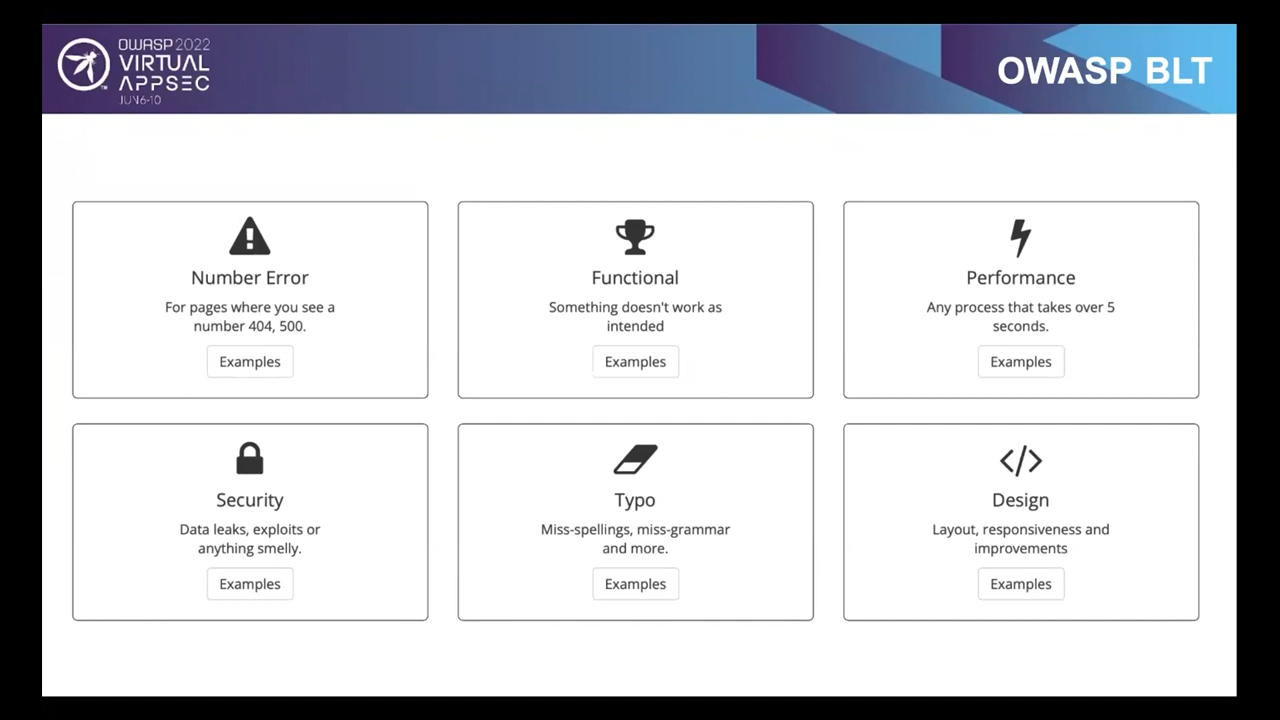 OWASP 2022
VIRTUAL
APPSEC
JUN 6-10
OWASP BLT
Number Error
For pages where you see a
number 404, 500.
Examples
Functional
Something doesn't work as
intended
Examples
Performance
Any process that takes over 5
seconds.
Examples
Security
Data leaks, exploits or
anything smelly.
Examples
Typo
Miss-spellings, miss-grammar
and more.
Examples
Design
Layout, responsiveness and
improvements
Examples